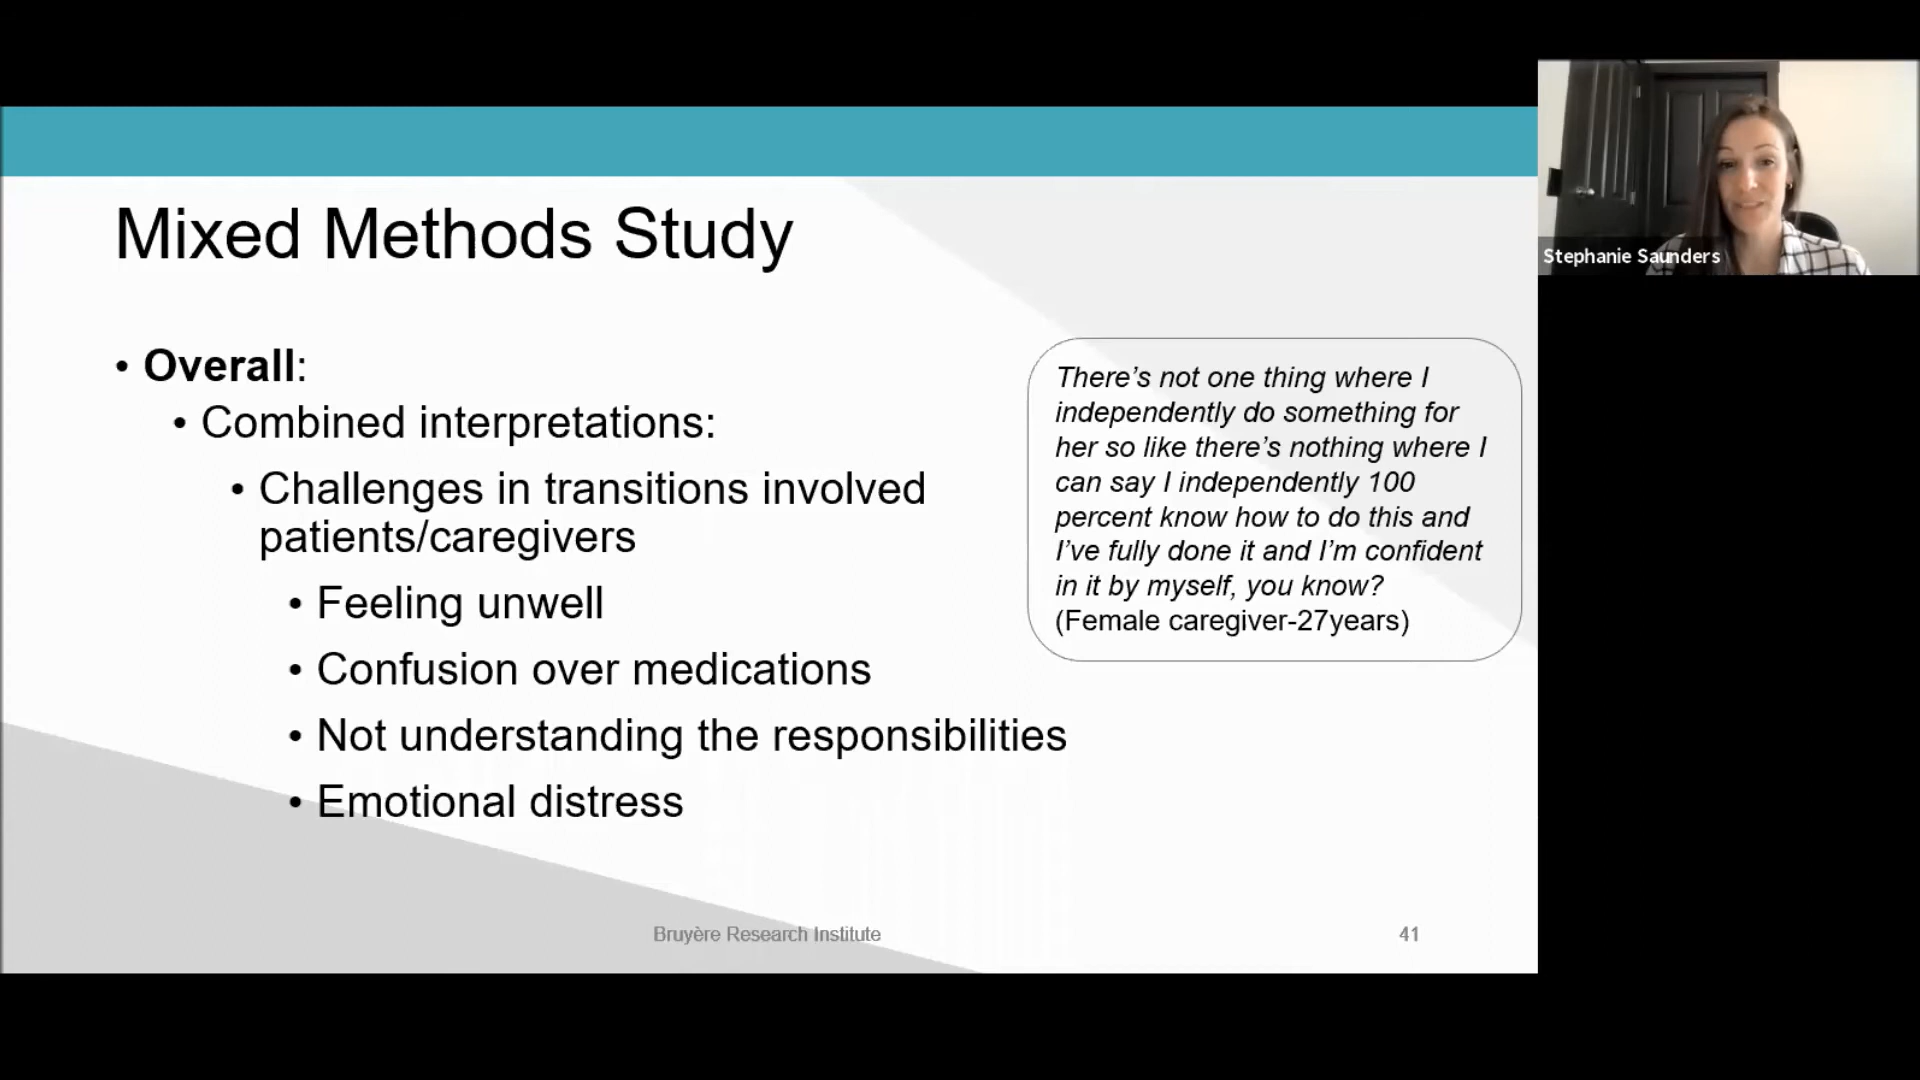 Mixed Methods Study
• Overall:
• Combined interpretations:
• Challenges in transitions involved
patients/caregivers
• Feeling unwell
• Confusion over medications
• Not understanding the responsibilities
• Emotional distress
There’s not one thing where I
independently do something for
her so like there’s nothing where I
can say I independently 100
percent know how to do this and
I’ve fully done it and I’m confident
in it by myself, you know?
(Female caregiver-27years)
Bruyère Research Institute
41
Stephanie Saunders